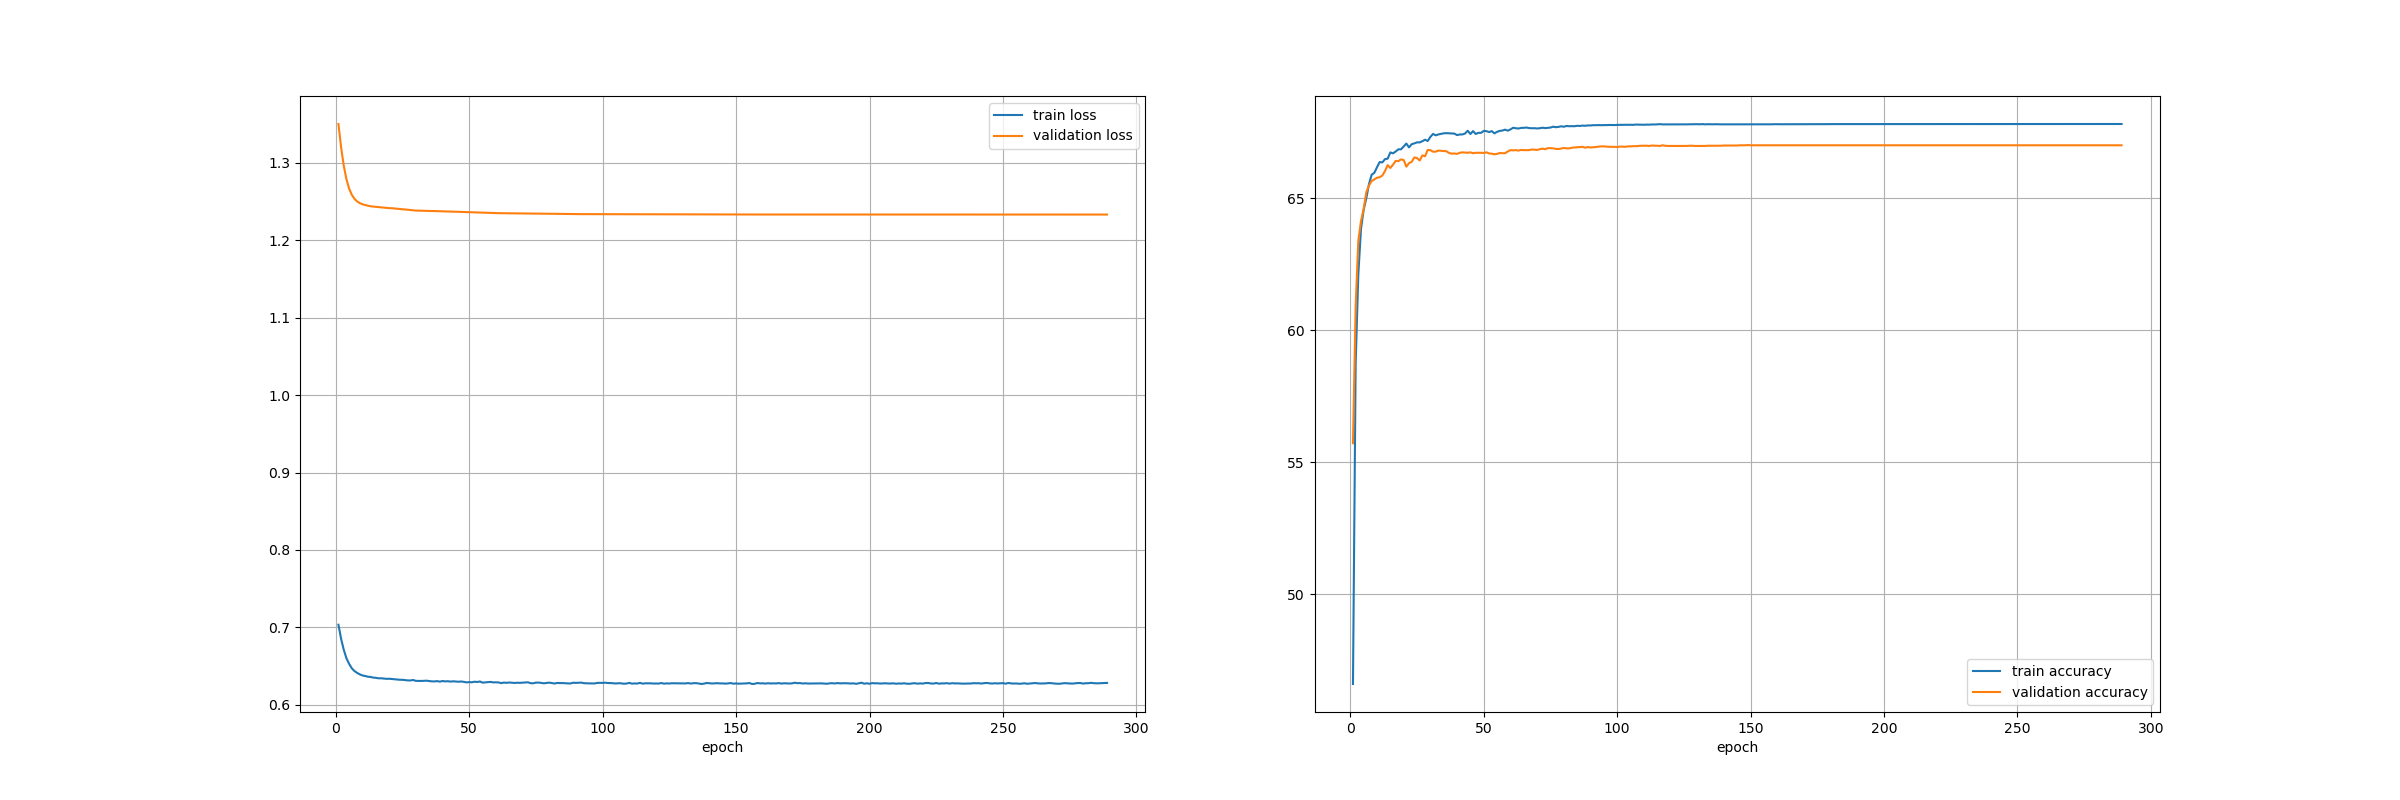 train loss
validation loss
1.3
1.2
1.1
1.0
0.9
0.8
0.7
0.6
0 50 100 150 200 250 300
epoch
65
60
55
50
train accuracy
validation accuracy
0 50 100 150 200 250 300
epoch